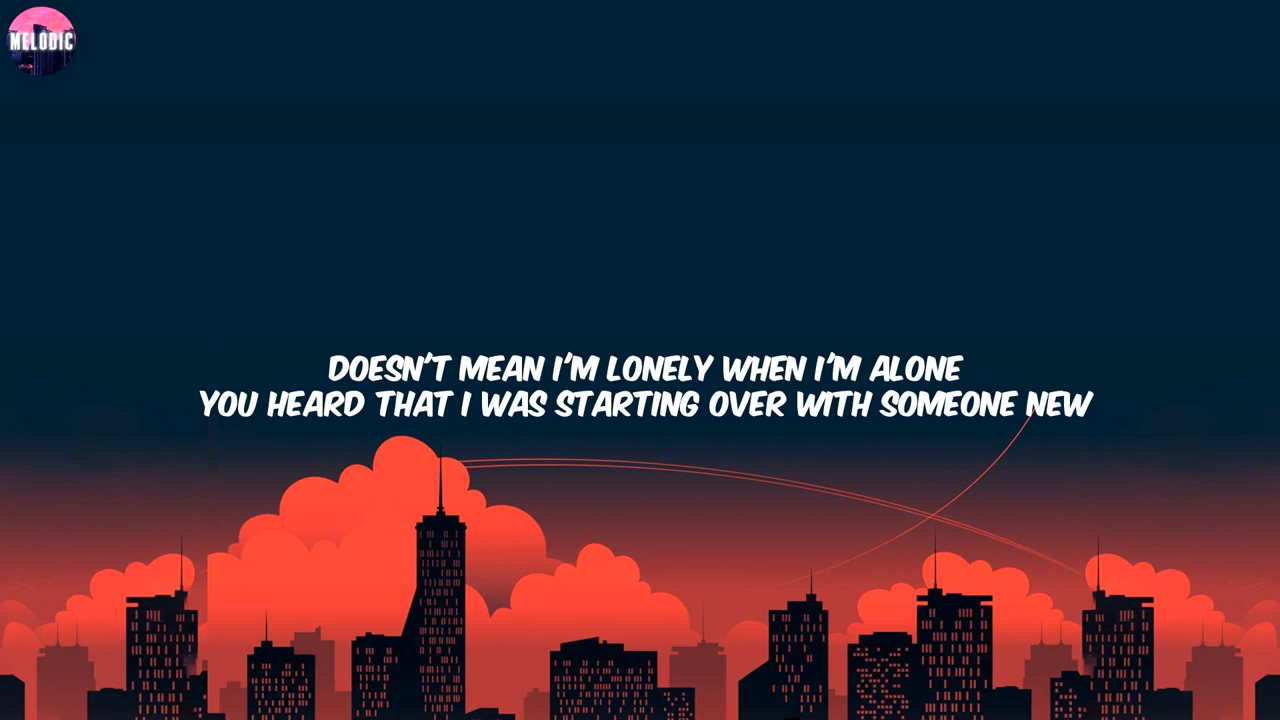 MELODIC
DOESN'T MEAN I'M LONELY WHEN I'M ALONE
YOU HEARD THAT I WAS STARTING OVER WITH SOMEONE NEW